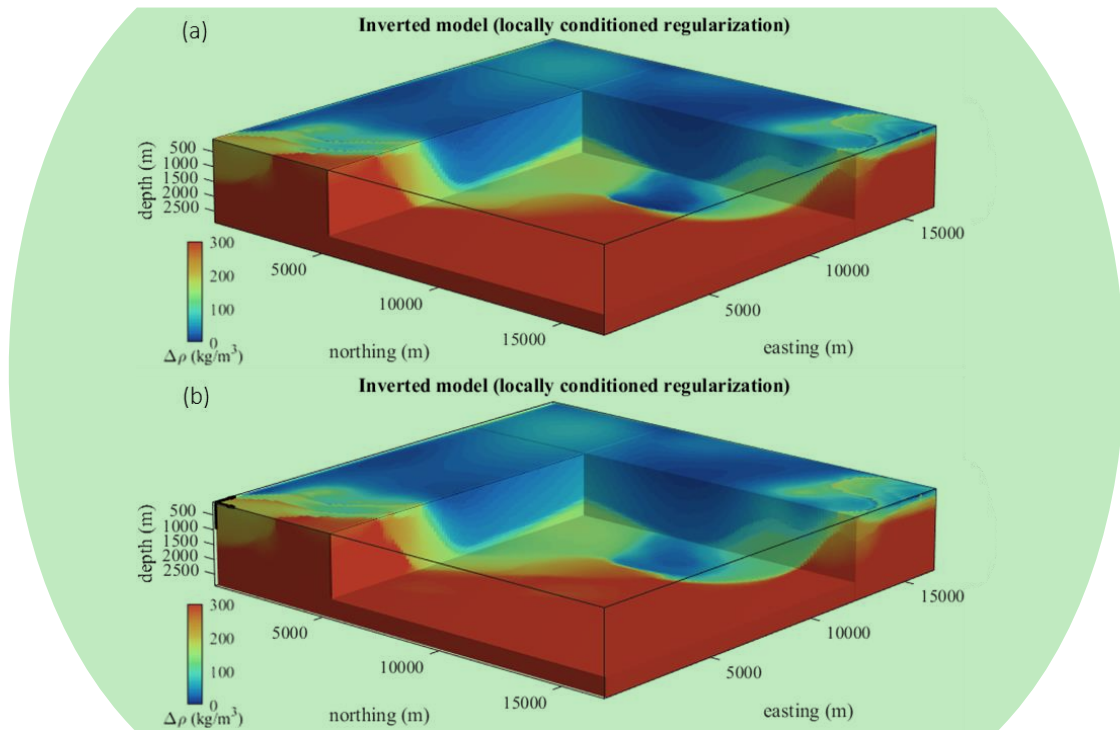 (a)
Inverted model (locally conditioned regularization)
500
1000
1500
2000
2500
depth (m)
300
200
100
0
Δρ (kg/m³)
5000
10000
15000
northing (m)
5000
10000
15000
easting (m)
(b)
Inverted model (locally conditioned regularization)
500
1000
1500
2000
2500
depth (m)
300
200
100
0
Δρ (kg/m³)
5000
10000
15000
northing (m)
5000
10000
15000
easting (m)